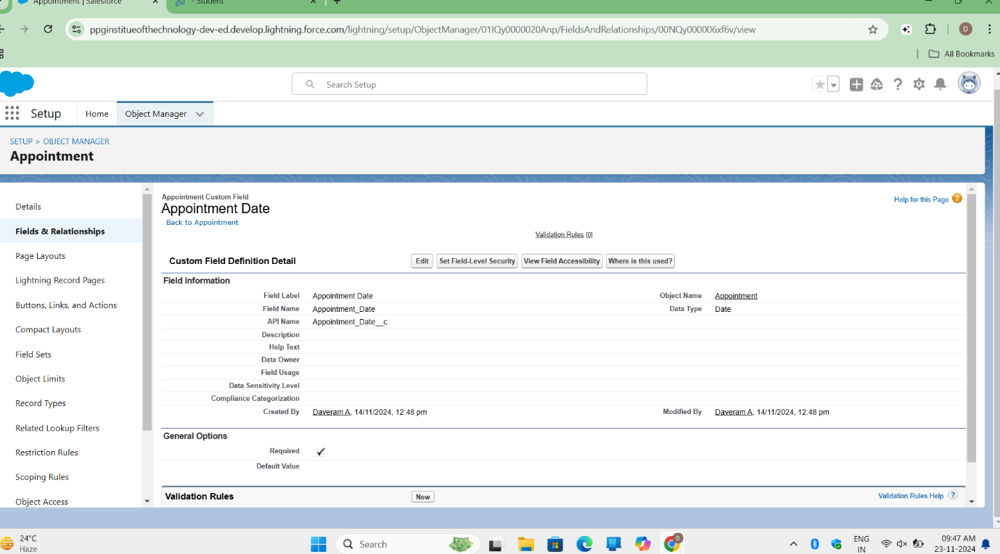 Appointment | Salesforce
- Student
ppginstitueofthechnology-dev-ed.develop.lightning.force.com/lightning/setup/ObjectManager/01IQy0000020Anp/FieldsAndRelationships/00NQy000006xf6v/view
D
All Bookmarks
Search Setup
Setup Home Object Manager
SETUP > OBJECT MANAGER
Appointment
Details
Fields & Relationships
Page Layouts
Lightning Record Pages
Buttons, Links, and Actions
Compact Layouts
Field Sets
Object Limits
Record Types
Related Lookup Filters
Restriction Rules
Scoping Rules
Object Access
Appointment Custom Field
Appointment Date
Back to Appointment
Help for this Page
Validation Rules [0]
Custom Field Definition Detail Edit Set Field-Level Security View Field Accessibility Where is this used?
Field Information
Field Label Appointment Date Object Name Appointment
Field Name Appointment_Date Data Type Date
API Name Appointment_Date__c
Description
Help Text
Data Owner
Field Usage
Data Sensitivity Level
Compliance Categorization
Created By Daveram A, 14/11/2024, 12:48 pm Modified By Daveram A, 14/11/2024, 12:48 pm
General Options
Required
Default Value
Validation Rules New Validation Rules Help ?
24°C
Haze
Search
D
ENG
IN
09:47 AM
23-11-2024